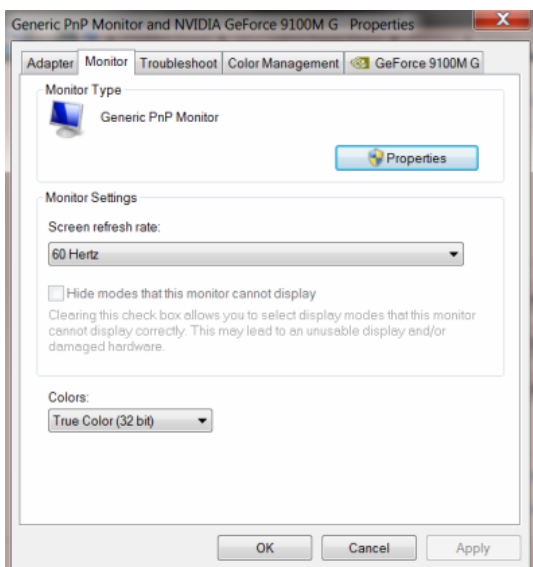 Generic PnP Monitor and NVIDIA GeForce 9100M G Properties
Adapter Monitor Troubleshoot Color Management GeForce 9100M G
Monitor Type
Generic PnP Monitor
Properties
Monitor Settings
Screen refresh rate:
60 Hertz
Hide modes that this monitor cannot display
Clearing this check box allows you to select display modes that this monitor
cannot display correctly. This may lead to an unusable display and/or
damaged hardware.
Colors:
True Color (32 bit)
OK Cancel Apply